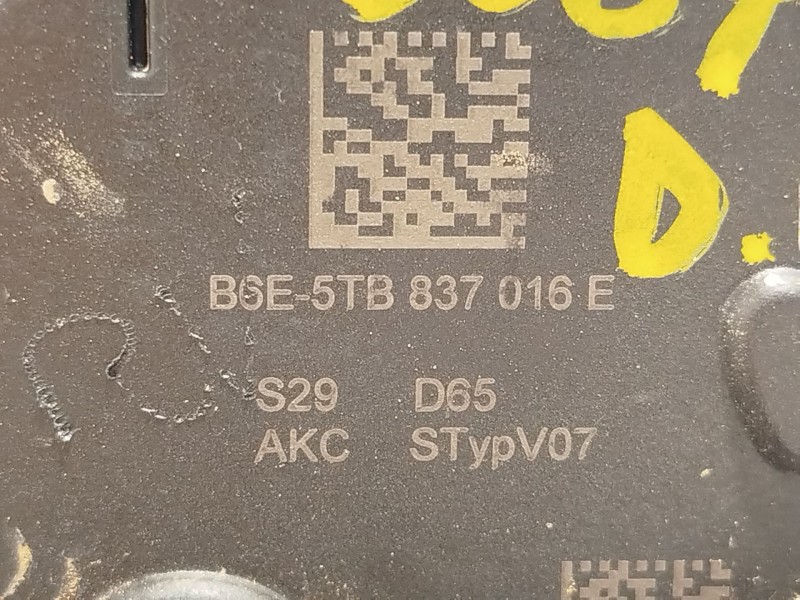 B6E-5TB 837 016 E
S29 D65
AKC STypV07
D.